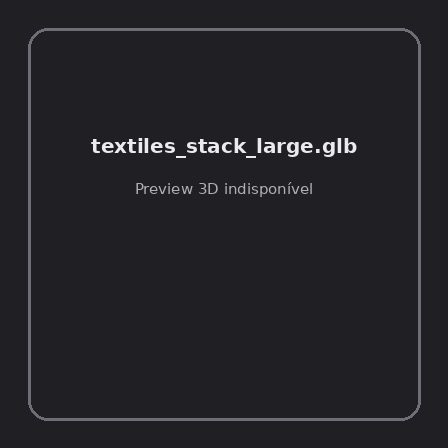 textiles_stack_large.glb
Preview 3D indisponível